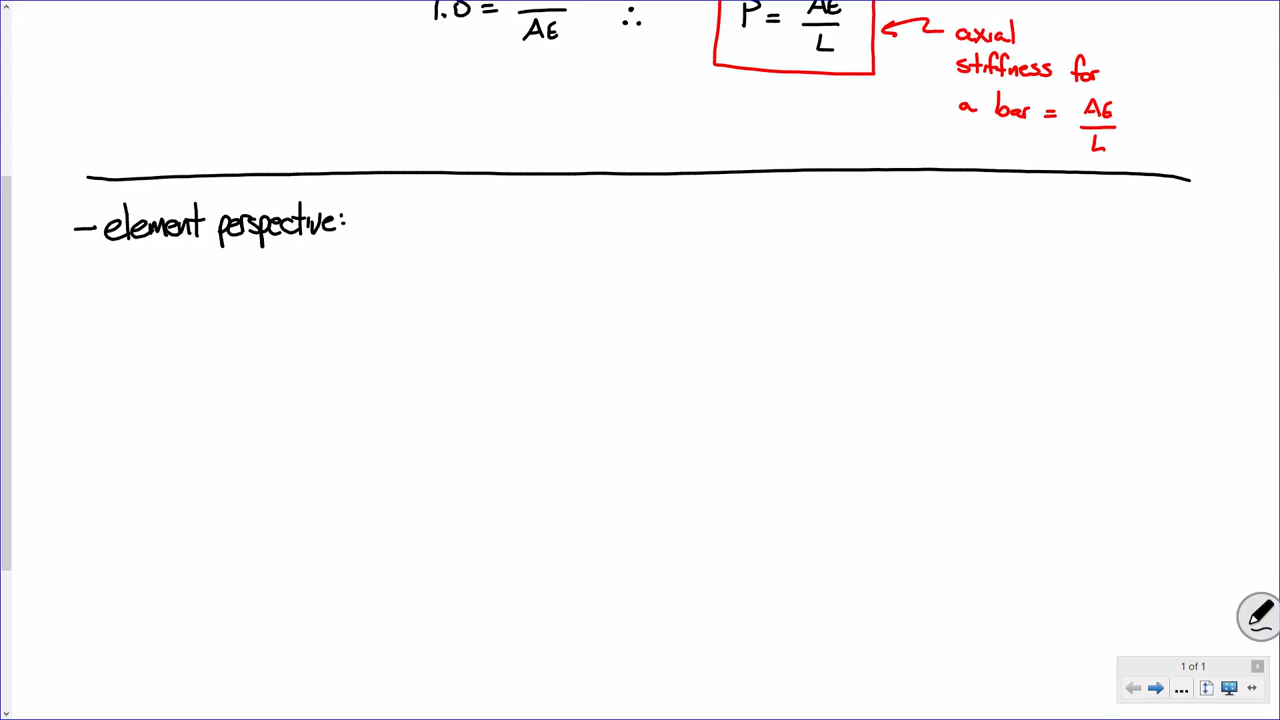 1.0 = 
AE
∴
P = AE
L
axial
stiffness for
a bar = AE
L
- element perspective:
1 of 1
...